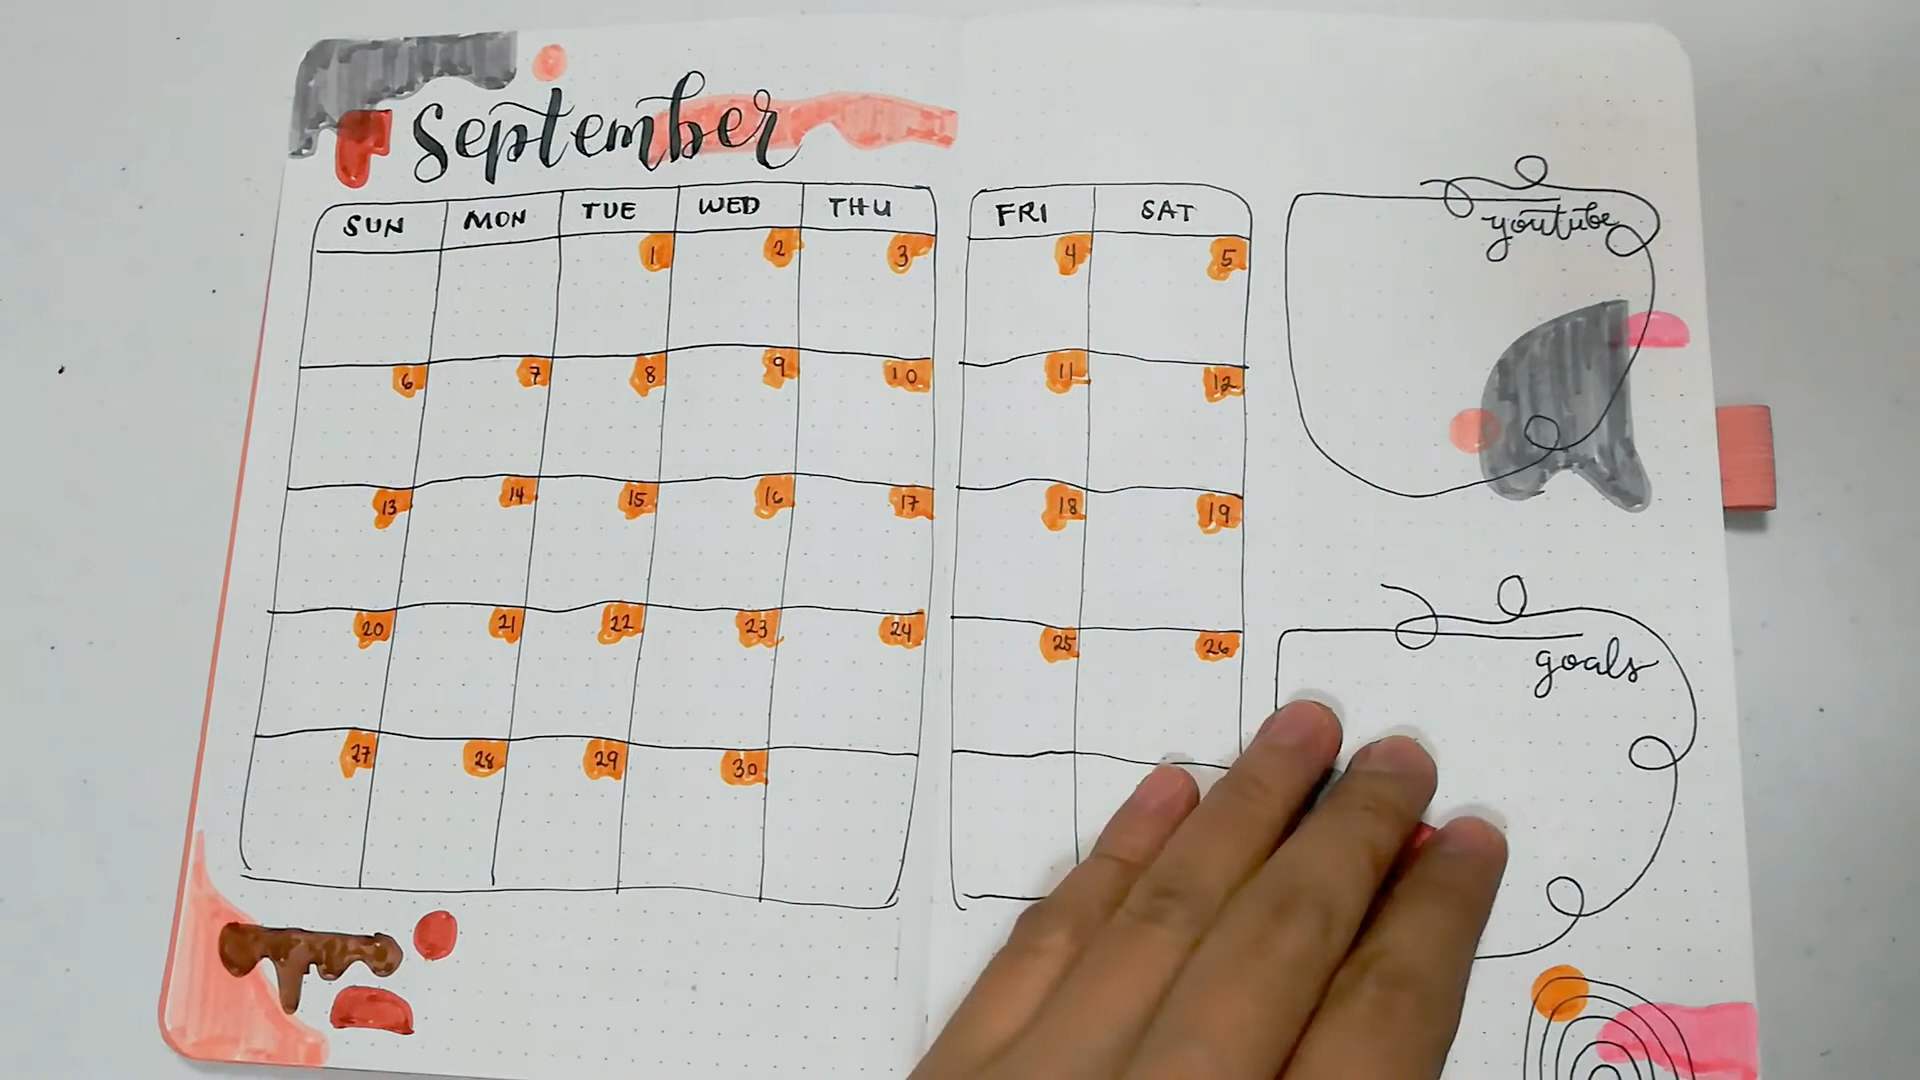 September
SUN MON TUE WED THU FRI SAT
1 2 3 4 5
6 7 8 9 10 11 12
13 14 15 16 17 18 19
20 21 22 23 24 25 26
27 28 29 30
youtube
goals